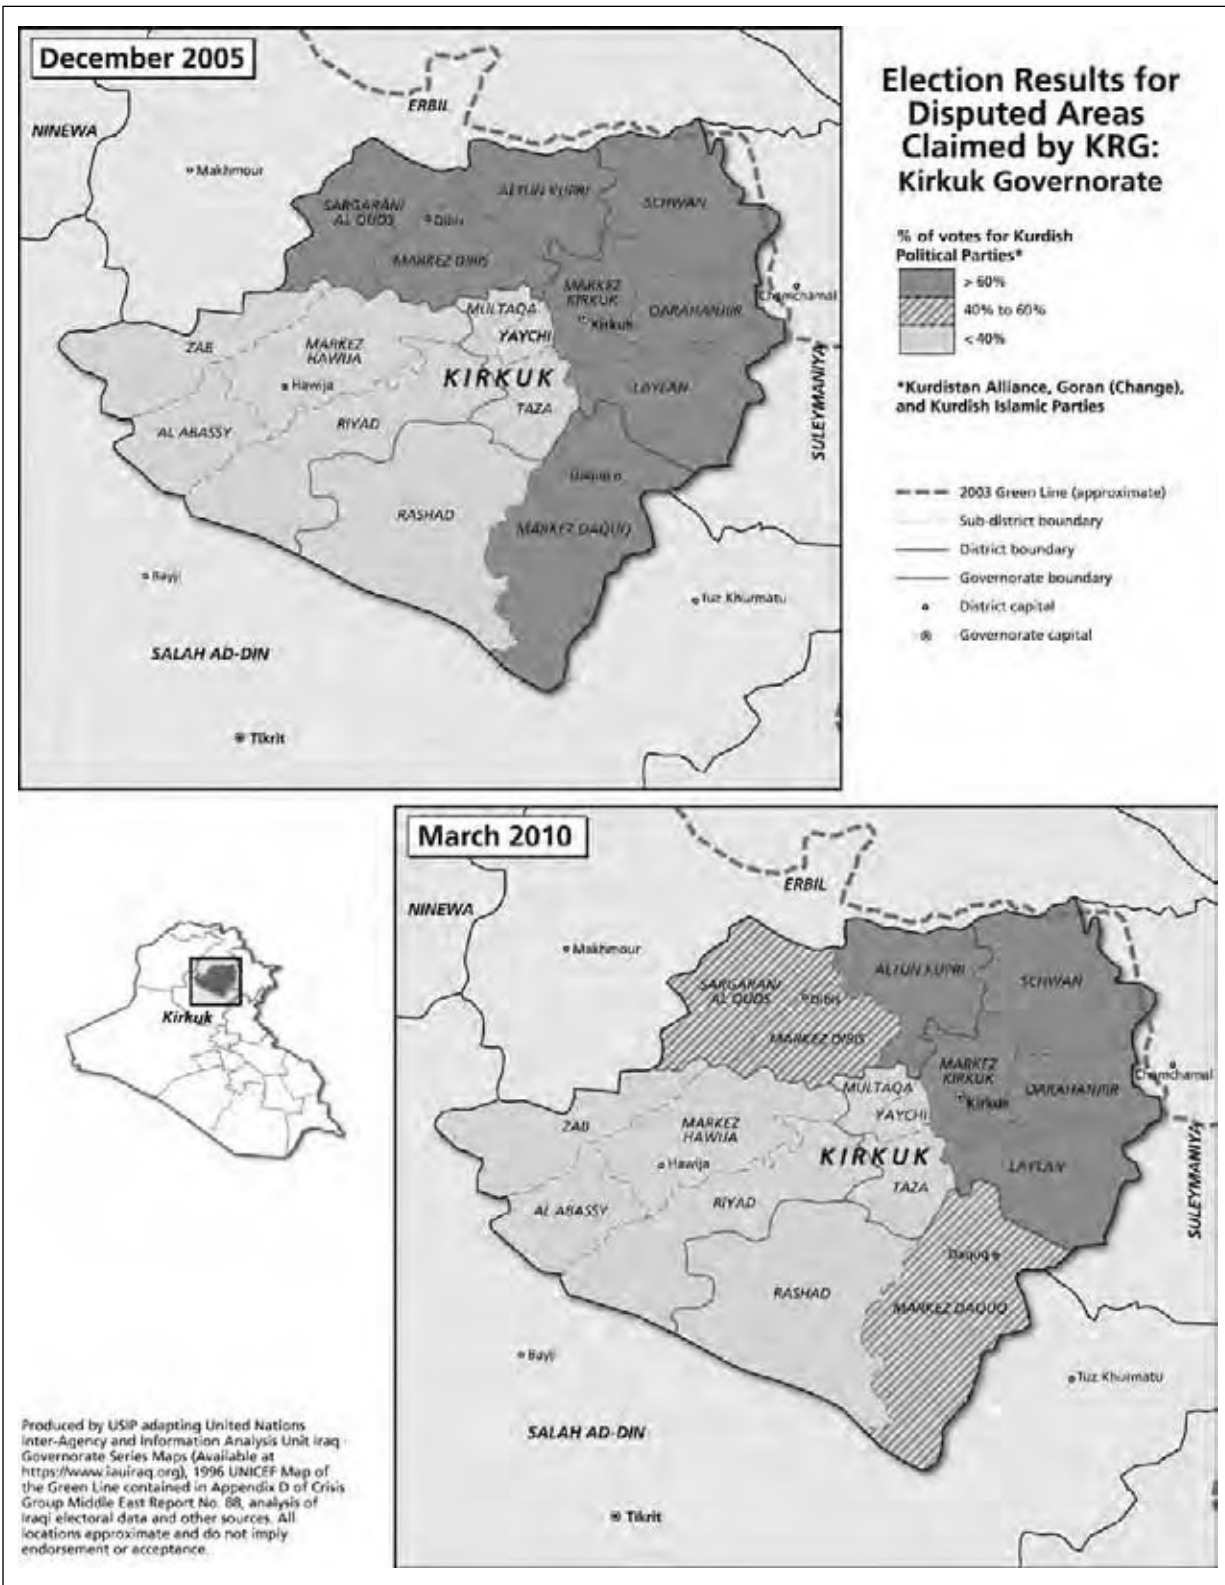 December 2005
ERBIL
NINEWA
Makhmour
SARGARANI
AL QUDS
Dibis
ALTUN KUPRI
SCHWAN
MARKEZ DIBIS
MARKEZ
KIRKUK
Kirkuk
DARAHANJIR
Chamchamal
MULTAQA
YAYCHI
ZAB
MARKEZ
HAWIJA
Hawija
KIRKUK
LAYLAN
TAZA
AL ABASSY
RIYAD
SULEYMANIYA
Daquq
RASHAD
MARKEZ DAQUQ
Bayji
Tuz Khurmatu
SALAH AD-DIN
Tikrit
Election Results for
Disputed Areas
Claimed by KRG:
Kirkuk Governorate
% of votes for Kurdish
Political Parties*
> 60%
40% to 60%
< 40%
*Kurdistan Alliance, Goran (Change),
and Kurdish Islamic Parties
2003 Green Line (approximate)
Sub-district boundary
District boundary
Governorate boundary
District capital
Governorate capital
March 2010
ERBIL
NINEWA
Makhmour
SARGARANI
AL QUDS
Dibis
ALTUN KUPRI
SCHWAN
MARKEZ DIBIS
MARKEZ
KIRKUK
Kirkuk
DARAHANJIR
Chamchamal
MULTAQA
YAYCHI
ZAB
MARKEZ
HAWIJA
Hawija
KIRKUK
LAYLAN
TAZA
AL ABASSY
RIYAD
SULEYMANIYA
Daquq
RASHAD
MARKEZ DAQUQ
Bayji
Tuz Khurmatu
SALAH AD-DIN
Tikrit
Kirkuk
Produced by USIP adapting United Nations
Inter-Agency and Information Analysis Unit Iraq
Governorate Series Maps (Available at
https://www.iauiraq.org), 1996 UNICEF Map of
the Green Line contained in Appendix D of Crisis
Group Middle East Report No. 88, analysis of
Iraqi electoral data and other sources. All
locations approximate and do not imply
endorsement or acceptance.